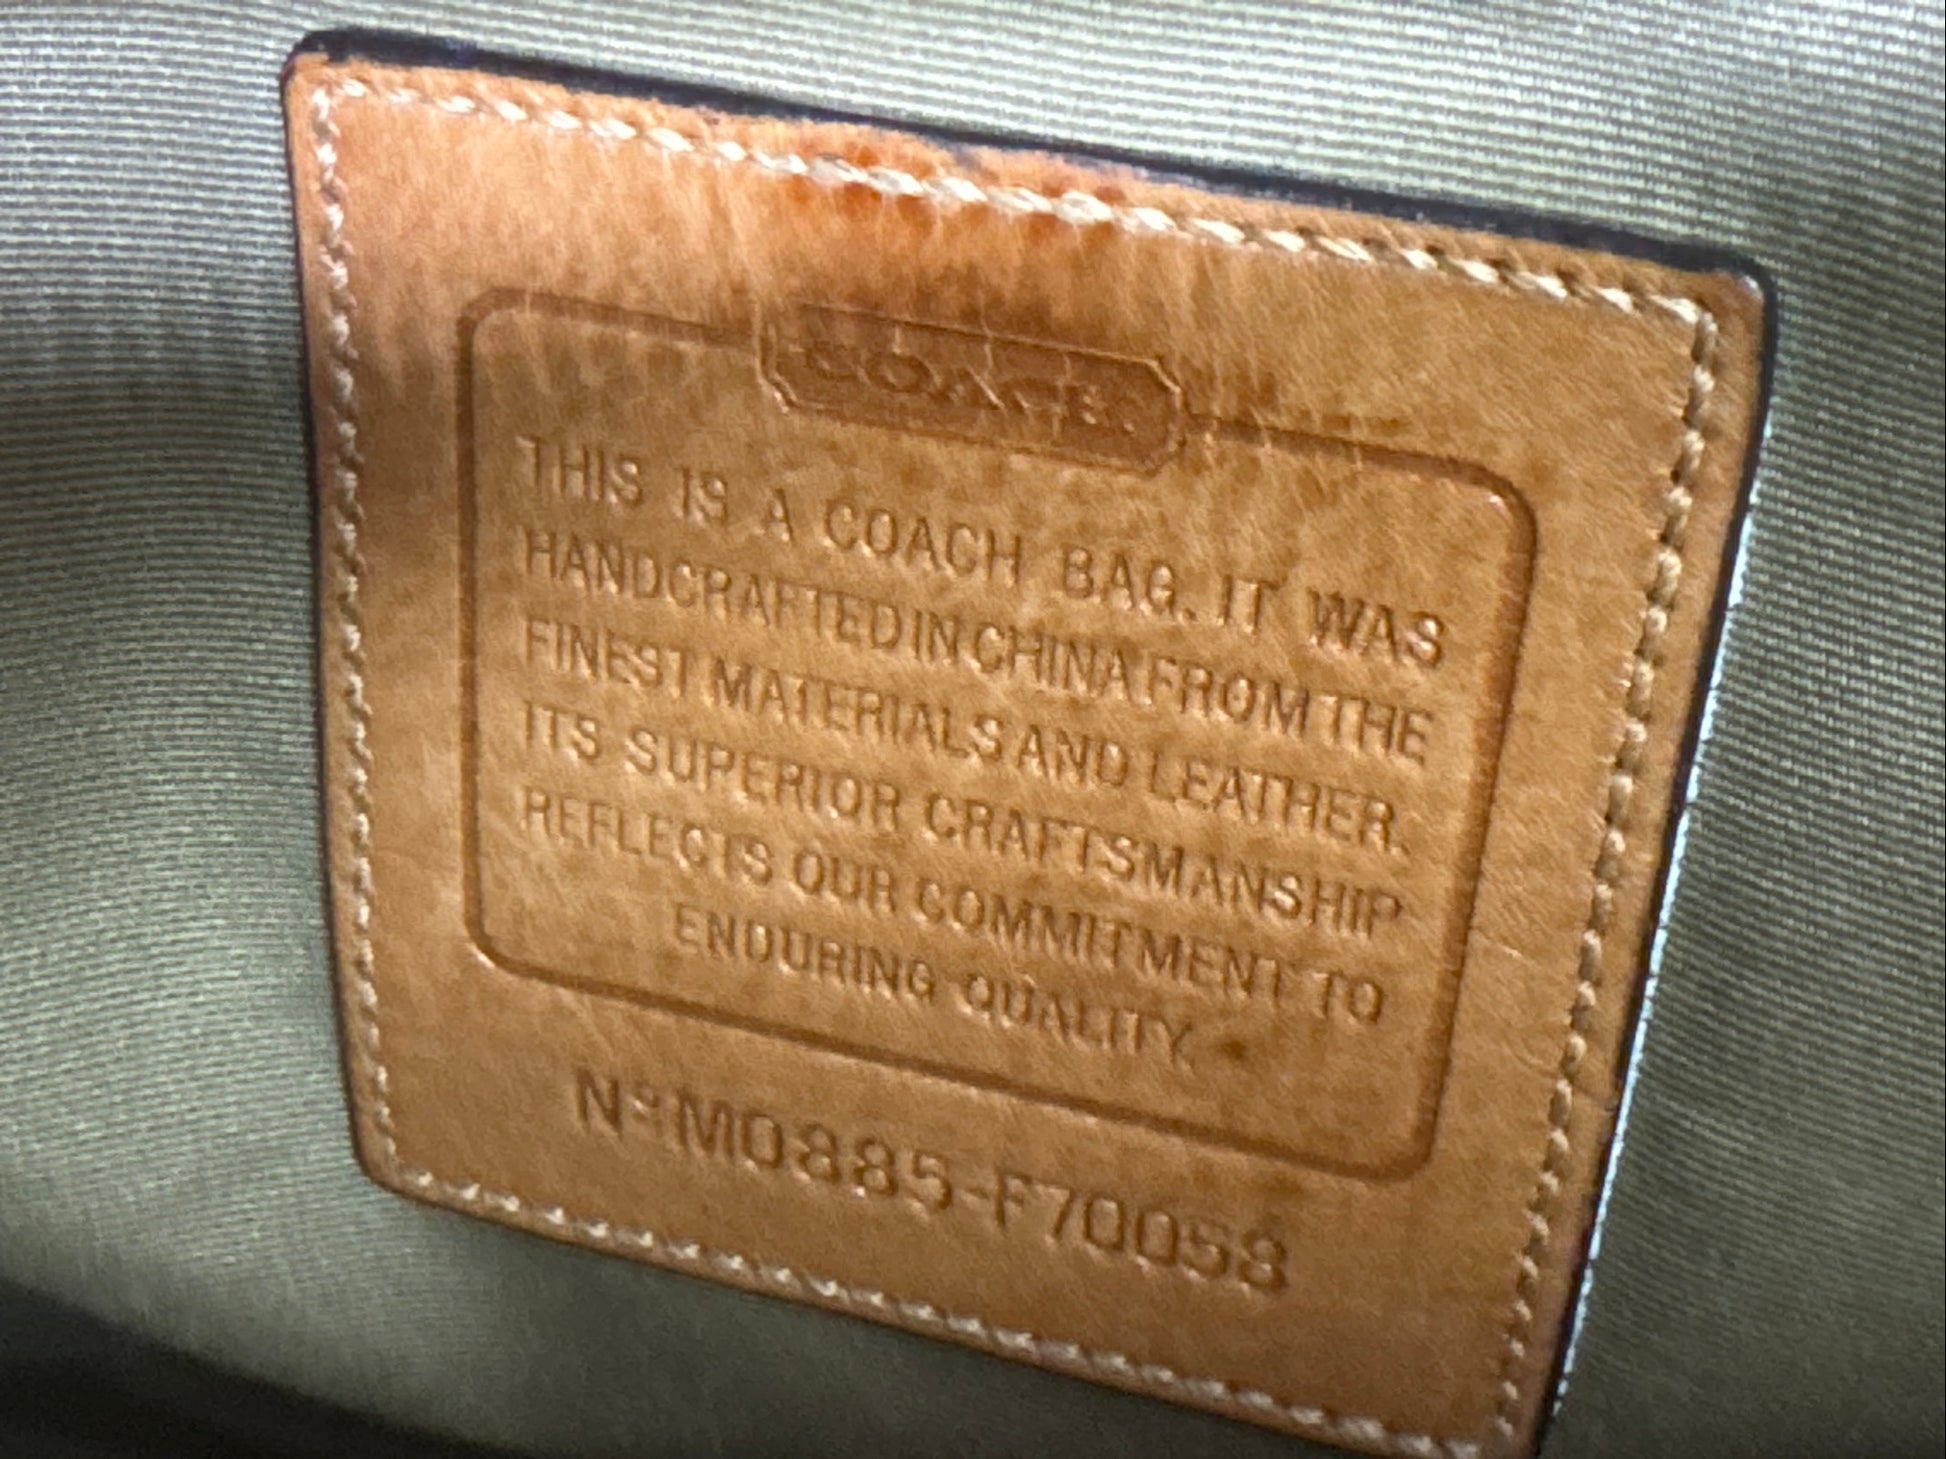 COACH
THIS IS A COACH BAG. IT WAS
HANDCRAFTED IN CHINA FROM THE
FINEST MATERIALS AND LEATHER.
ITS SUPERIOR CRAFTSMANSHIP
REFLECTS OUR COMMITMENT TO
ENDURING QUALITY.
Nº M0885-F70058